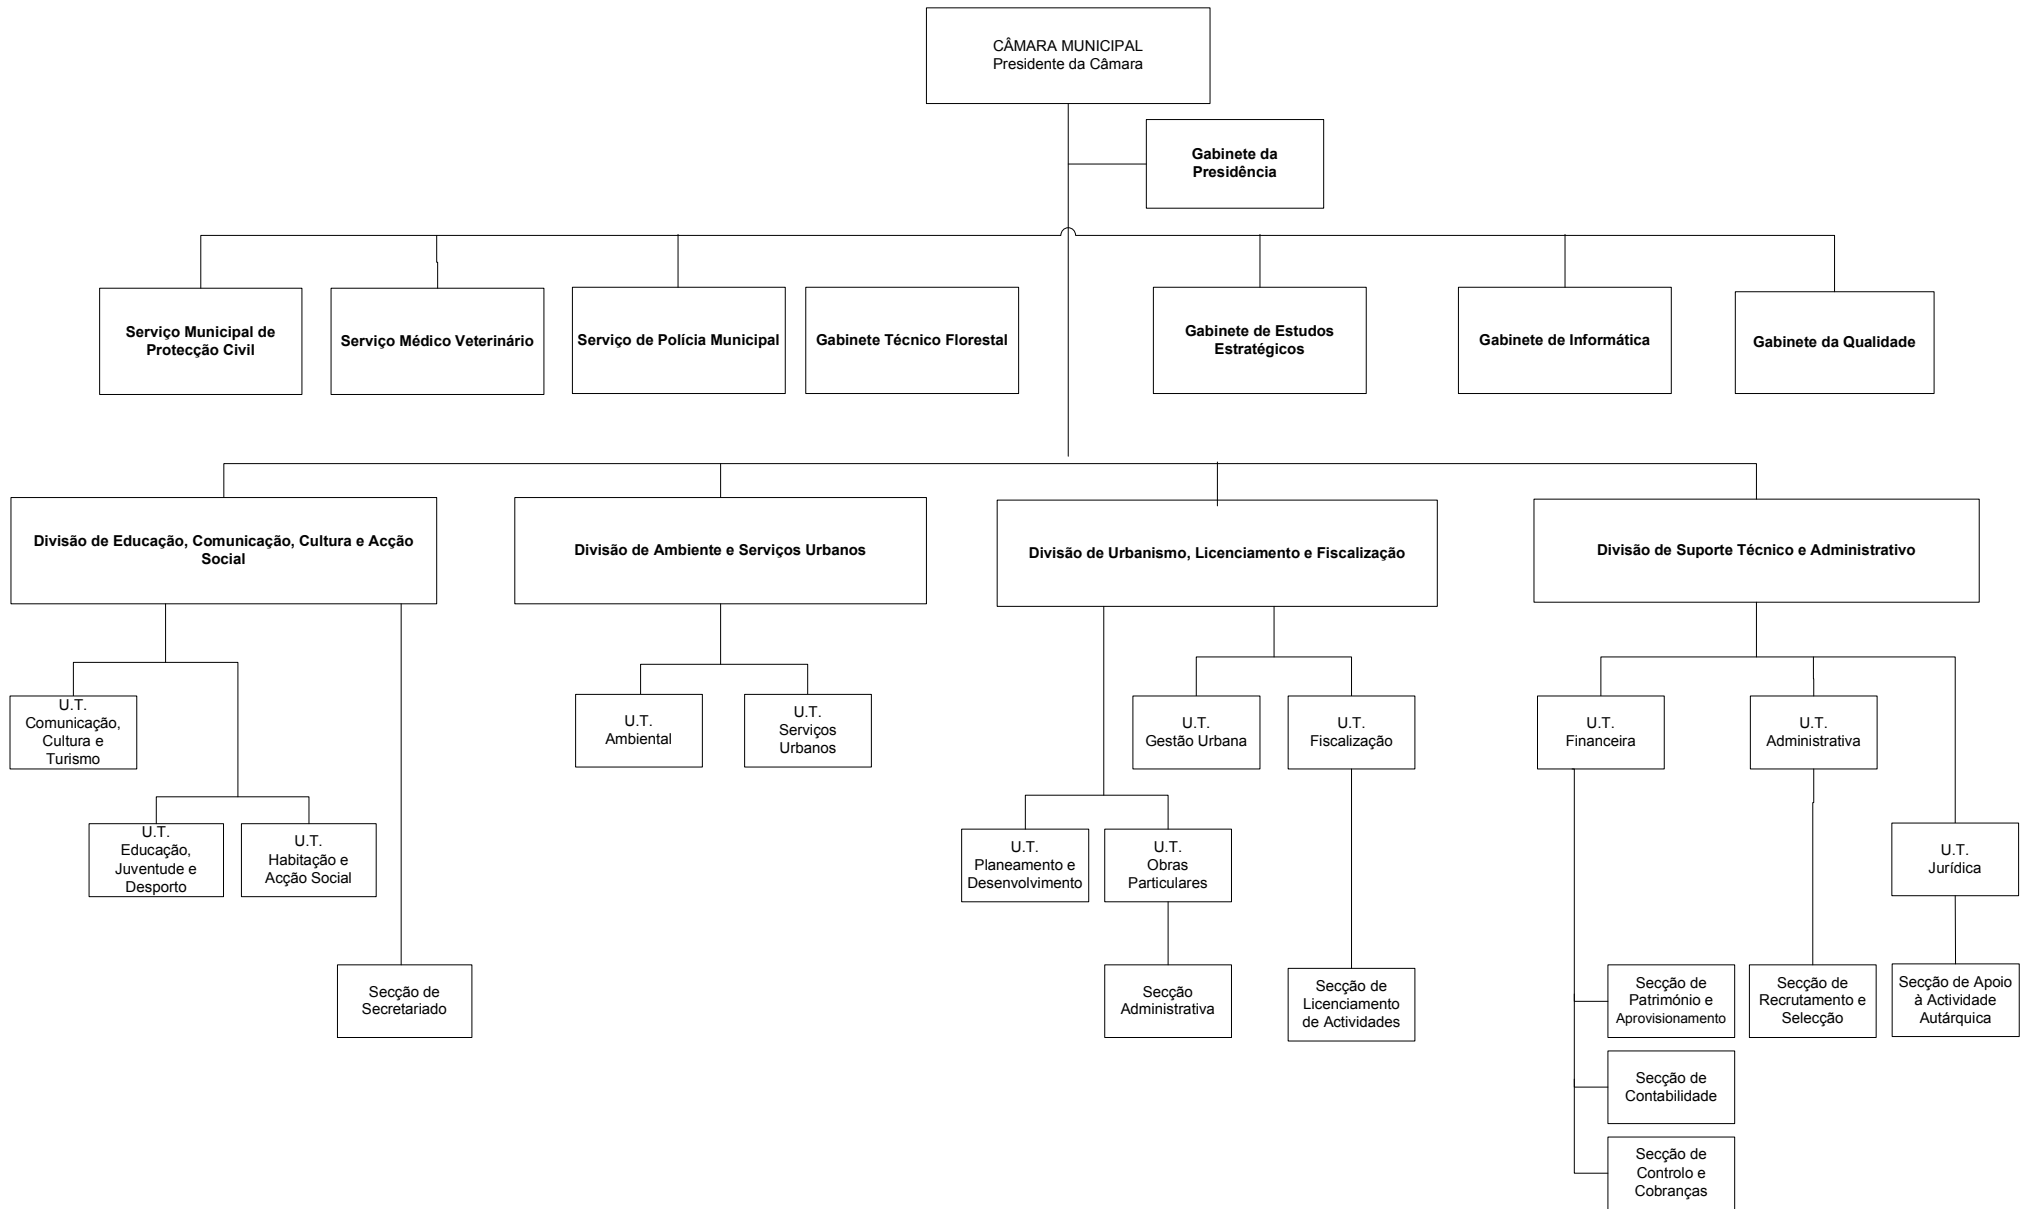 CÂMARA MUNICIPAL
Presidente da Câmara
Gabinete da
Presidência
Serviço Municipal de
Protecção Civil
Serviço Médico Veterinário
Serviço de Polícia Municipal
Gabinete Técnico Florestal
Gabinete de Estudos
Estratégicos
Gabinete de Informática
Gabinete da Qualidade
Divisão de Educação, Comunicação, Cultura e Acção
Social
Divisão de Ambiente e Serviços Urbanos
Divisão de Urbanismo, Licenciamento e Fiscalização
Divisão de Suporte Técnico e Administrativo
U.T.
Comunicação,
Cultura e
Turismo
U.T.
Ambiental
U.T.
Serviços
Urbanos
U.T.
Gestão Urbana
U.T.
Fiscalização
U.T.
Financeira
U.T.
Administrativa
U.T.
Educação,
Juventude e
Desporto
U.T.
Habitação e
Acção Social
U.T.
Planeamento e
Desenvolvimento
U.T.
Obras
Particulares
U.T.
Jurídica
Secção de
Secretariado
Secção
Administrativa
Secção de
Licenciamento
de Actividades
Secção de
Património e
Aprovisionamento
Secção de
Recrutamento e
Selecção
Secção de Apoio
à Actividade
Autárquica
Secção de
Contabilidade
Secção de
Controlo e
Cobranças